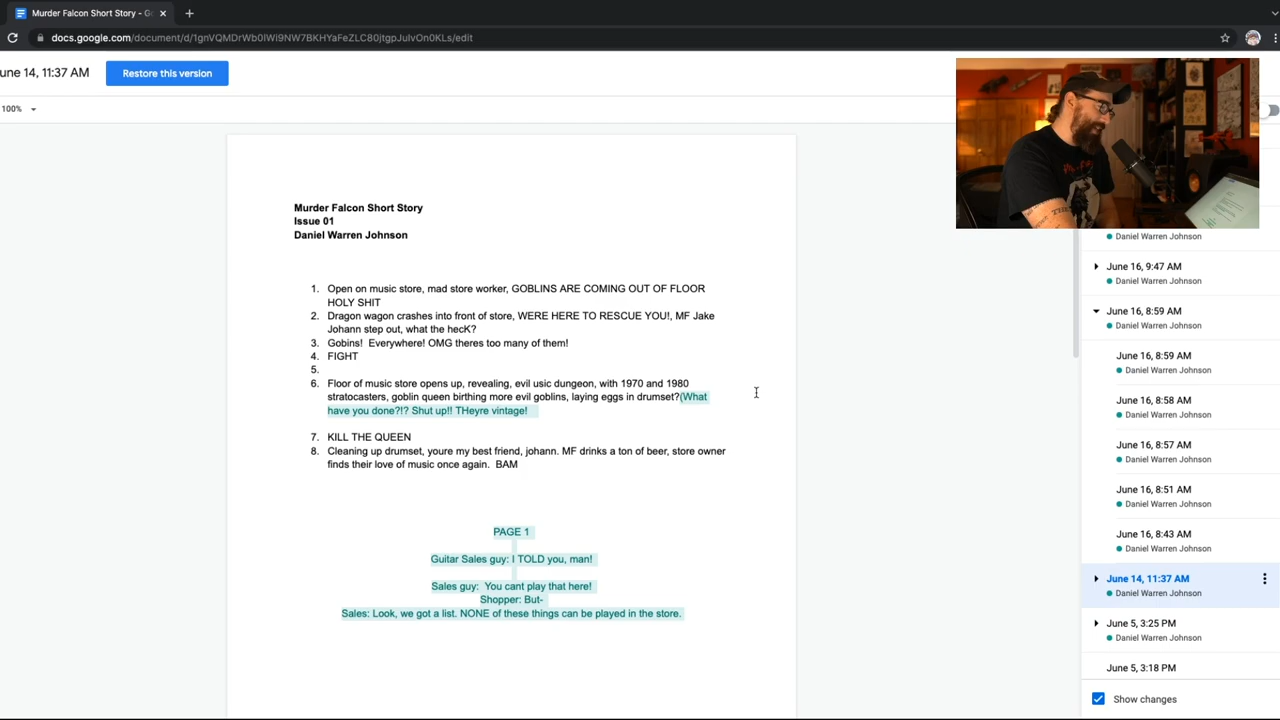 Murder Falcon Short Story - Go
docs.google.com/document/d/1gnVQMDrWb0IWi9NW7BKHYaFeZLC80jtgpJuIvOn0KLs/edit
une 14, 11:37 AM
Restore this version
100%
Murder Falcon Short Story
Issue 01
Daniel Warren Johnson
1. Open on music store, mad store worker, GOBLINS ARE COMING OUT OF FLOOR
HOLY SHIT
2. Dragon wagon crashes into front of store, WERE HERE TO RESCUE YOU!, MF Jake
Johann step out, what the hecK?
3. Gobins! Everywhere! OMG theres too many of them!
4. FIGHT
5.
6. Floor of music store opens up, revealing, evil usic dungeon, with 1970 and 1980
stratocasters, goblin queen birthing more evil goblins, laying eggs in drumset?(What
have you done?!? Shut up!! THeyre vintage!
7. KILL THE QUEEN
8. Cleaning up drumset, youre my best friend, johann. MF drinks a ton of beer, store owner
finds their love of music once again. BAM
PAGE 1
Guitar Sales guy: I TOLD you, man!
Sales guy: You cant play that here!
Shopper: But-
Sales: Look, we got a list. NONE of these things can be played in the store.
Daniel Warren Johnson
June 16, 9:47 AM
Daniel Warren Johnson
June 16, 8:59 AM
Daniel Warren Johnson
June 16, 8:59 AM
Daniel Warren Johnson
June 16, 8:58 AM
Daniel Warren Johnson
June 16, 8:57 AM
Daniel Warren Johnson
June 16, 8:51 AM
Daniel Warren Johnson
June 16, 8:43 AM
Daniel Warren Johnson
June 14, 11:37 AM
Daniel Warren Johnson
June 5, 3:25 PM
Daniel Warren Johnson
June 5, 3:18 PM
Show changes